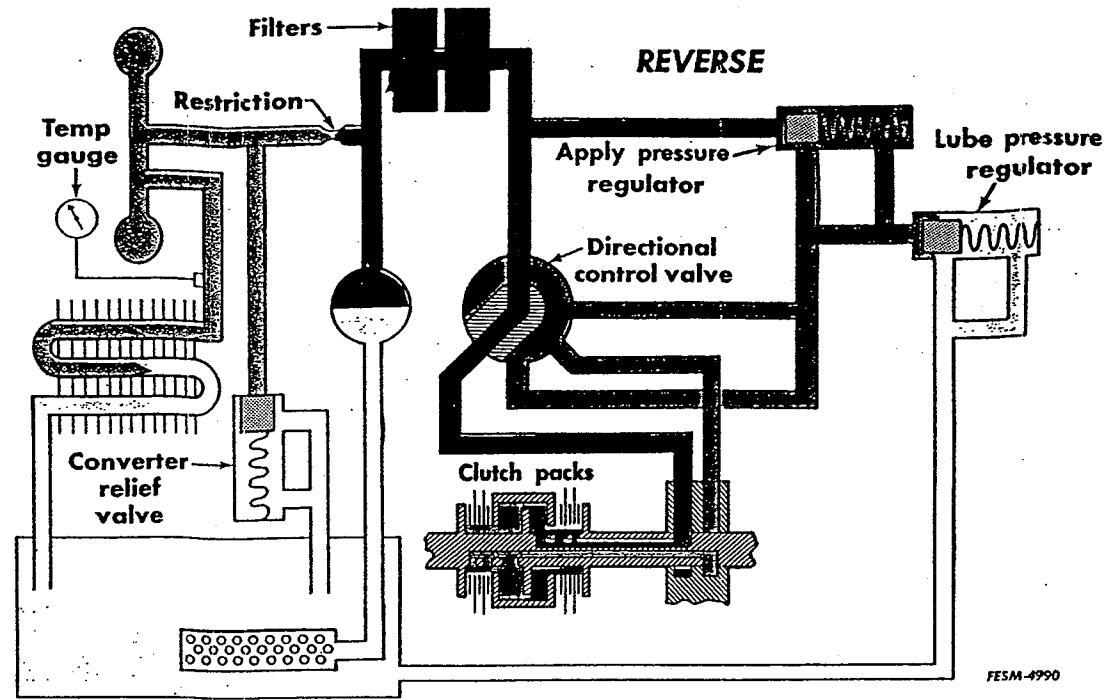 Filters
REVERSE
Restriction
Temp
gauge
Apply pressure
regulator
Lube pressure
regulator
Directional
control valve
Converter
relief
valve
Clutch packs
FESM-4990